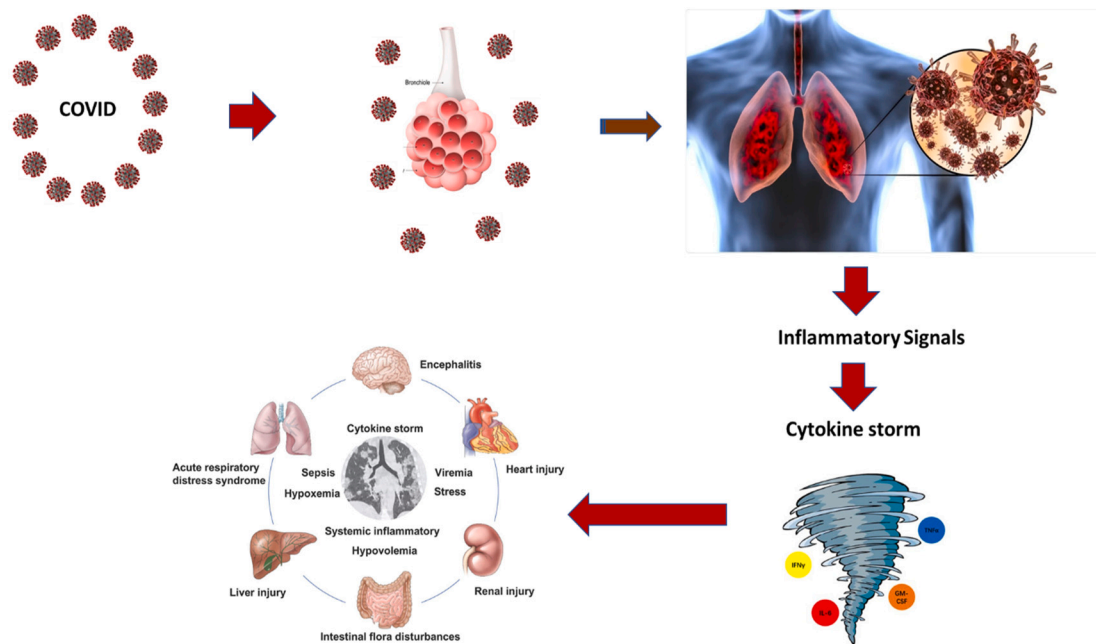 COVID
Bronchiole
Inflammatory Signals
Cytokine storm
TNFα
IFNγ
GM-
CSF
IL-6
Encephalitis
Cytokine storm
Acute respiratory
distress syndrome
Sepsis
Viremia
Heart injury
Hypoxemia
Stress
Systemic inflammatory
Hypovolemia
Liver injury
Renal injury
Intestinal flora disturbances